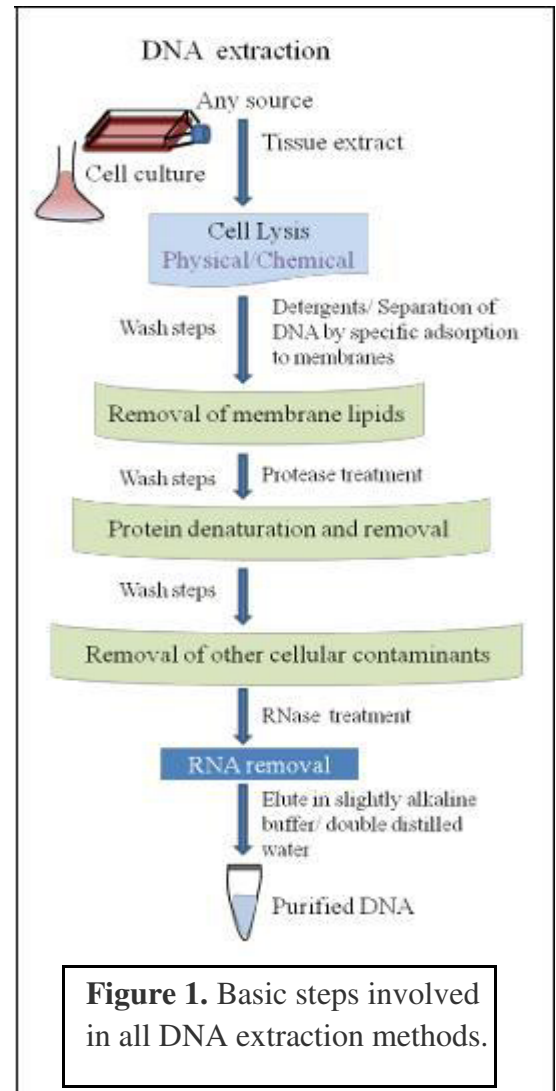 DNA extraction
Any source
Tissue extract
Cell culture
Cell Lysis
Physical/Chemical
Wash steps
Detergents/ Separation of
DNA by specific adsorption
to membranes
Removal of membrane lipids
Wash steps
Protease treatment
Protein denaturation and removal
Wash steps
Removal of other cellular contaminants
RNase treatment
RNA removal
Elute in slightly alkaline
buffer/ double distilled
water
Purified DNA
Figure 1. Basic steps involved
in all DNA extraction methods.